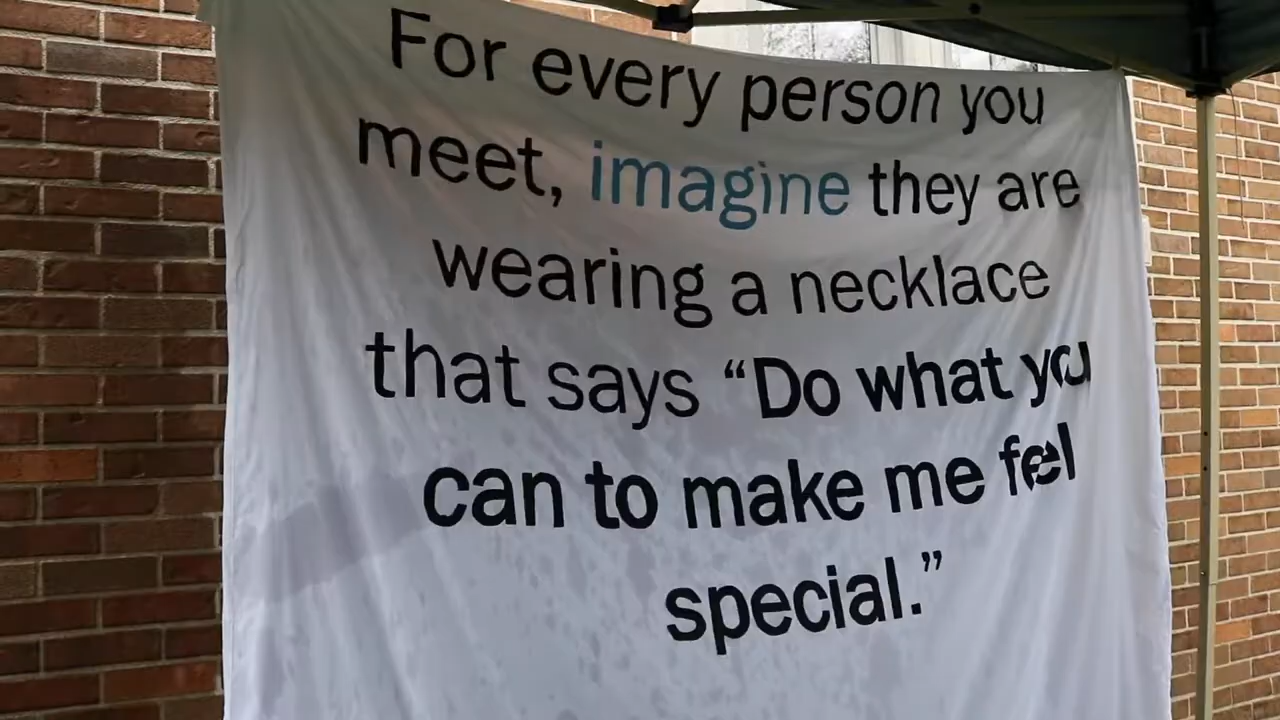 For every person you
meet, imagine they are
wearing a necklace
that says “Do what you
can to make me feel
special.”